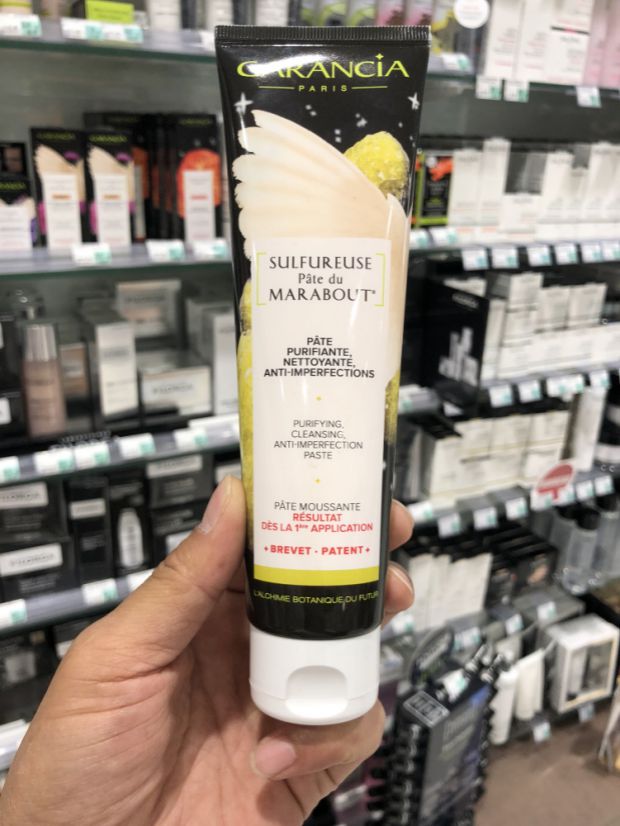 GARANCIA
PARIS
SULFUREUSE
Pâte du
MARABOUT®
PÂTE
PURIFIANTE,
NETTOYANTE,
ANTI-IMPERFECTIONS
PURIFYING,
CLEANSING,
ANTI-IMPERFECTION
PASTE
PÂTE MOUSSANTE
RÉSULTAT
DÈS LA 1ÈRE APPLICATION
+ BREVET · PATENT +
L'ALCHIMIE BOTANIQUE DU FUTUR